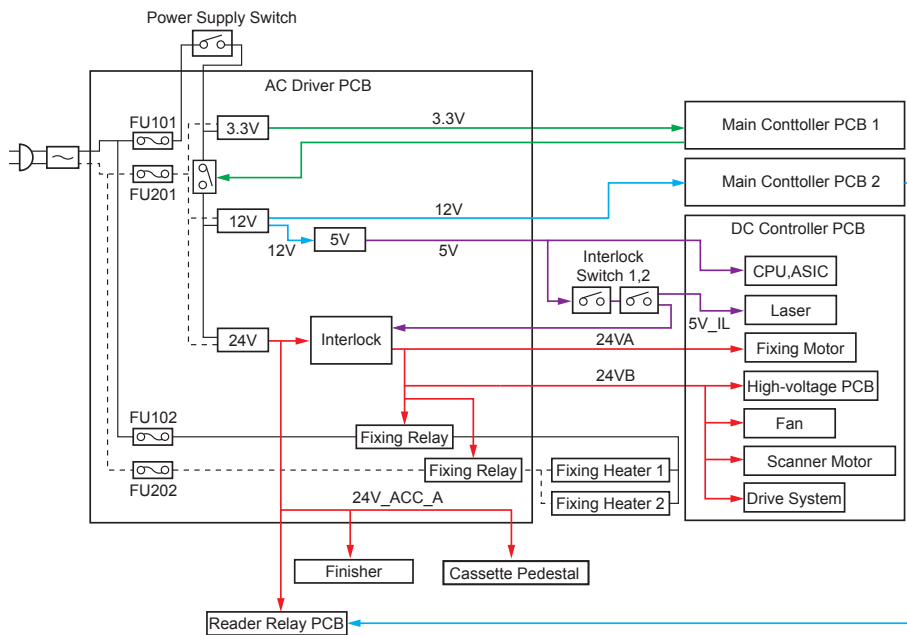 Power Supply Switch
AC Driver PCB
FU101
3.3V
3.3V
Main Conttoller PCB 1
FU201
Main Conttoller PCB 2
12V
12V
12V
5V
5V
DC Controller PCB
Interlock
Switch 1,2
CPU,ASIC
Laser
5V_IL
24V
Interlock
24VA
Fixing Motor
24VB
High-voltage PCB
Fan
FU102
Fixing Relay
Scanner Motor
FU202
Fixing Relay
Fixing Heater 1
Drive System
Fixing Heater 2
24V_ACC_A
Finisher
Cassette Pedestal
Reader Relay PCB